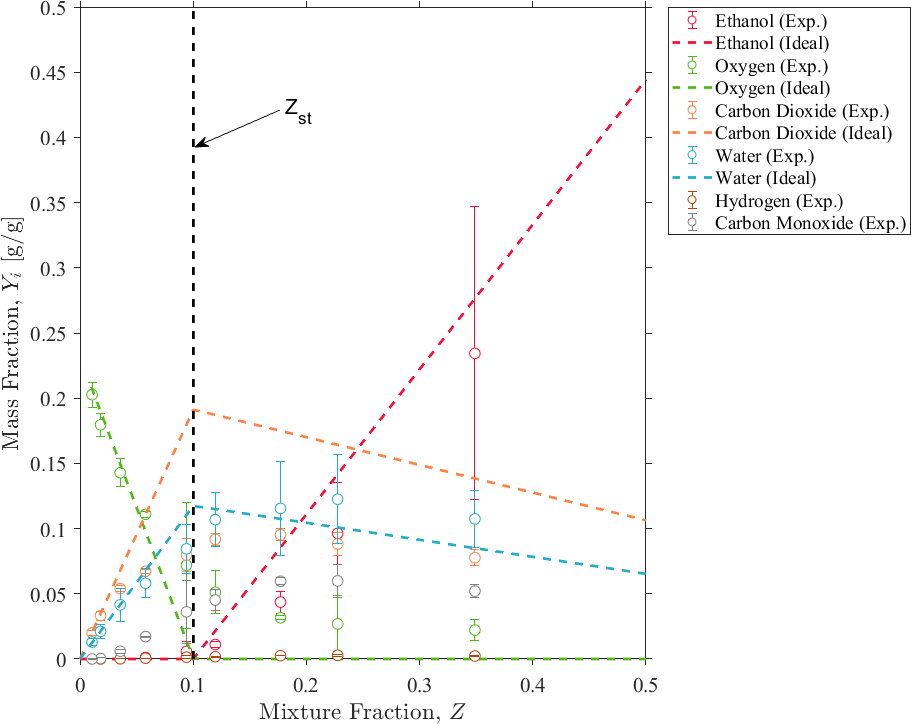 0.5
0.45
0.4
0.35
0.3
0.25
0.2
0.15
0.1
0.05
0
Mass Fraction, Yᵢ [g/g]
Z_st
0 0.1 0.2 0.3 0.4 0.5
Mixture Fraction, Z
Ethanol (Exp.)
Ethanol (Ideal)
Oxygen (Exp.)
Oxygen (Ideal)
Carbon Dioxide (Exp.)
Carbon Dioxide (Ideal)
Water (Exp.)
Water (Ideal)
Hydrogen (Exp.)
Carbon Monoxide (Exp.)